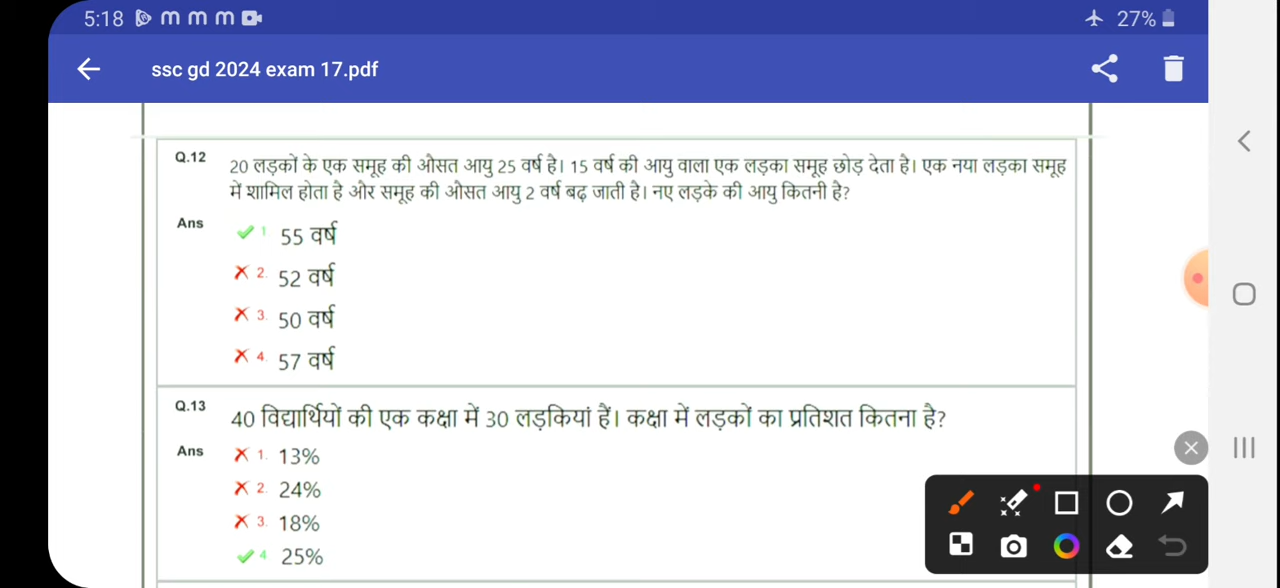 5:18 27%
ssc gd 2024 exam 17.pdf
Q.12 20 लड़कों के एक समूह की औसत आयु 25 वर्ष है। 15 वर्ष की आयु वाला एक लड़का समूह छोड़ देता है। एक नया लड़का समूह
में शामिल होता है और समूह की औसत आयु 2 वर्ष बढ़ जाती है। नए लड़के की आयु कितनी है?
Ans 1 55 वर्ष
2. 52 वर्ष
3. 50 वर्ष
4. 57 वर्ष
Q.13 40 विद्यार्थियों की एक कक्षा में 30 लड़कियां हैं। कक्षा में लड़कों का प्रतिशत कितना है?
Ans 1. 13%
2. 24%
3. 18%
4 25%